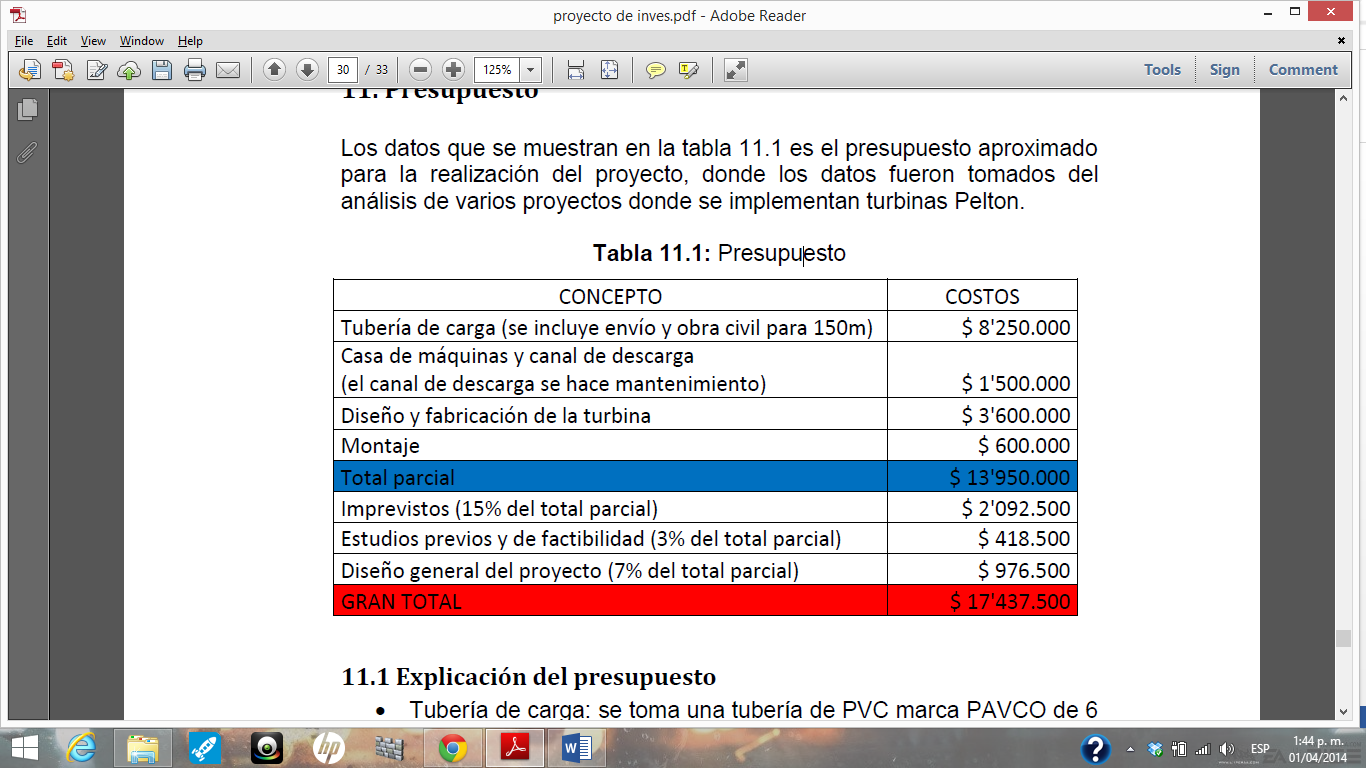 proyecto de inves.pdf - Adobe Reader
File Edit View Window Help
30 / 33 125% Tools Sign Comment
11. Presupuesto
Los datos que se muestran en la tabla 11.1 es el presupuesto aproximado
para la realización del proyecto, donde los datos fueron tomados del
análisis de varios proyectos donde se implementan turbinas Pelton.
Tabla 11.1: Presupuesto
CONCEPTO COSTOS
Tubería de carga (se incluye envío y obra civil para 150m) $ 8'250.000
Casa de máquinas y canal de descarga
(el canal de descarga se hace mantenimiento) $ 1'500.000
Diseño y fabricación de la turbina $ 3'600.000
Montaje $ 600.000
Total parcial $ 13'950.000
Imprevistos (15% del total parcial) $ 2'092.500
Estudios previos y de factibilidad (3% del total parcial) $ 418.500
Diseño general del proyecto (7% del total parcial) $ 976.500
GRAN TOTAL $ 17'437.500
11.1 Explicación del presupuesto
• Tubería de carga: se toma una tubería de PVC marca PAVCO de 6
hp ESP 1:44 p. m.
01/04/2014